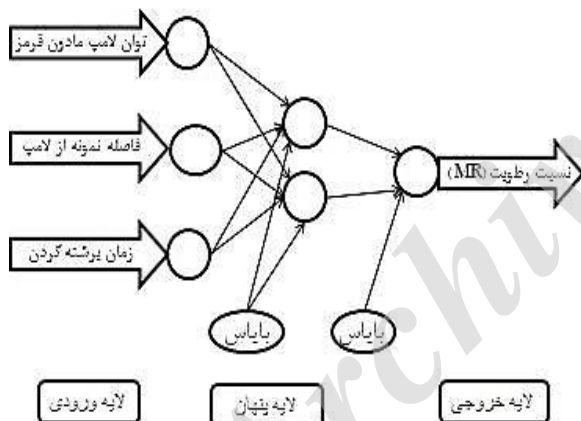 توان لامپ مادون قرمز
فاصله نمونه از لامپ
نسبت رطوبت (MR)
زمان برشته کردن
بایاس
بایاس
لایه ورودی
لایه پنهان
لایه خروجی